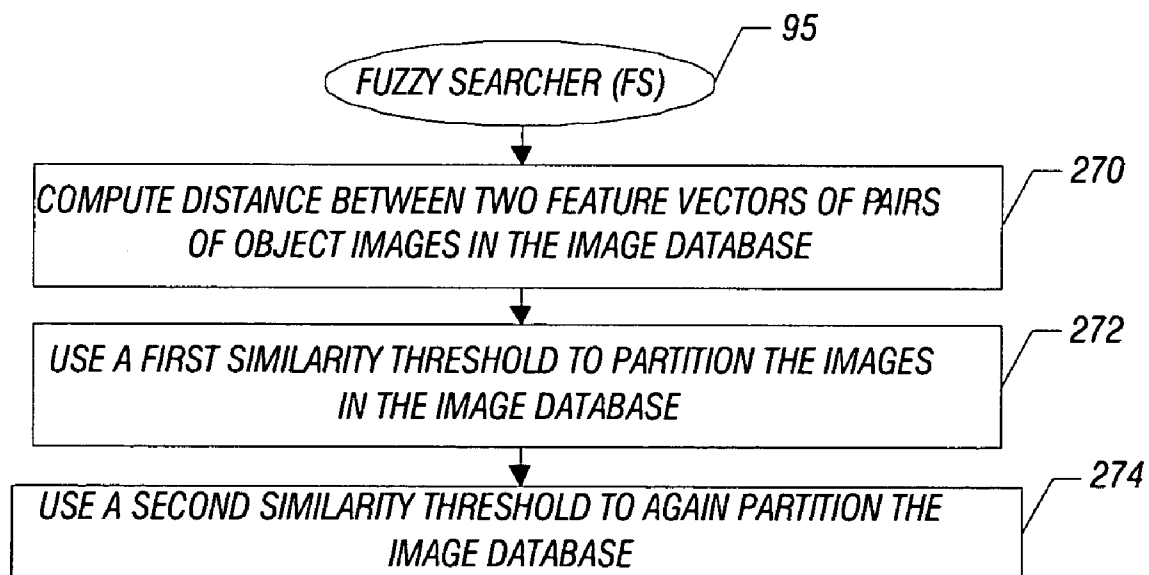 95
FUZZY SEARCHER (FS)
270
COMPUTE DISTANCE BETWEEN TWO FEATURE VECTORS OF PAIRS
OF OBJECT IMAGES IN THE IMAGE DATABASE
272
USE A FIRST SIMILARITY THRESHOLD TO PARTITION THE IMAGES
IN THE IMAGE DATABASE
274
USE A SECOND SIMILARITY THRESHOLD TO AGAIN PARTITION THE
IMAGE DATABASE